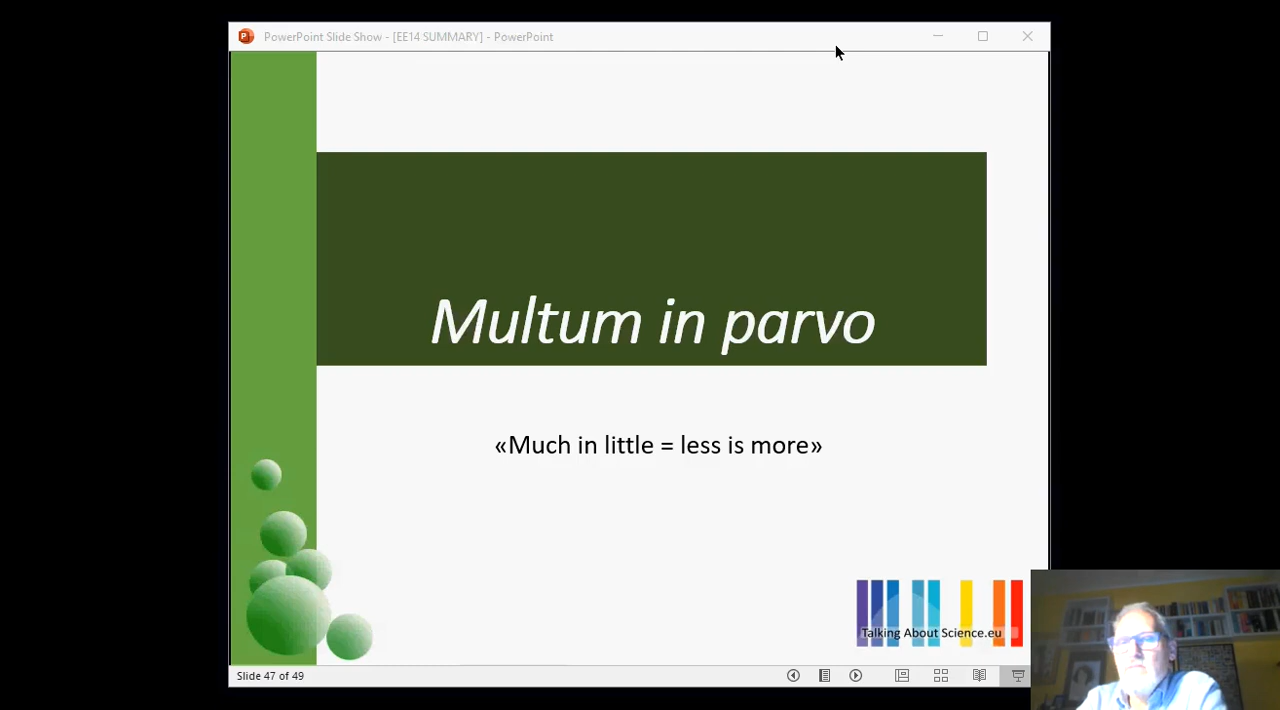 PowerPoint Slide Show - [EE14 SUMMARY] - PowerPoint
Multum in parvo
«Much in little = less is more»
Talking About Science.eu
Slide 47 of 49